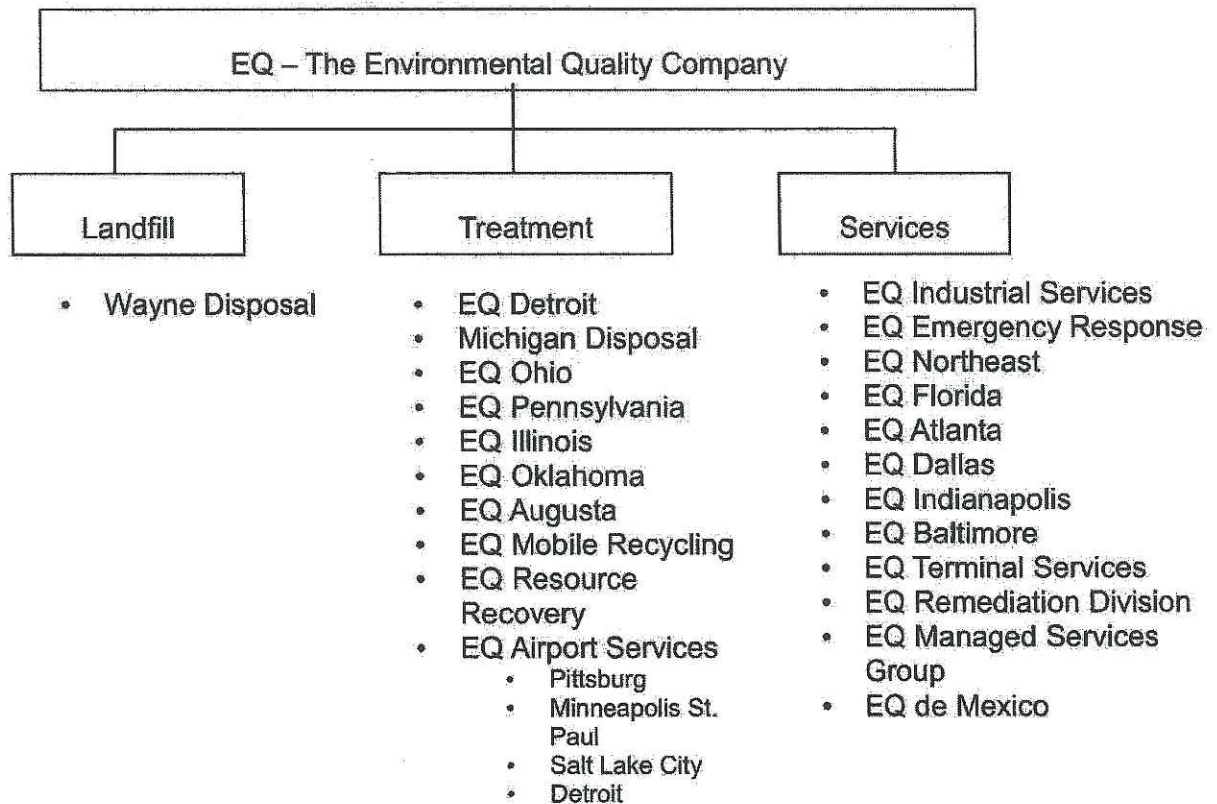 EQ – The Environmental Quality Company
Landfill
Treatment
Services
• Wayne Disposal
• EQ Detroit
• Michigan Disposal
• EQ Ohio
• EQ Pennsylvania
• EQ Illinois
• EQ Oklahoma
• EQ Augusta
• EQ Mobile Recycling
• EQ Resource
Recovery
• EQ Airport Services
• Pittsburg
• Minneapolis St.
Paul
• Salt Lake City
• Detroit
• EQ Industrial Services
• EQ Emergency Response
• EQ Northeast
• EQ Florida
• EQ Atlanta
• EQ Dallas
• EQ Indianapolis
• EQ Baltimore
• EQ Terminal Services
• EQ Remediation Division
• EQ Managed Services
Group
• EQ de Mexico